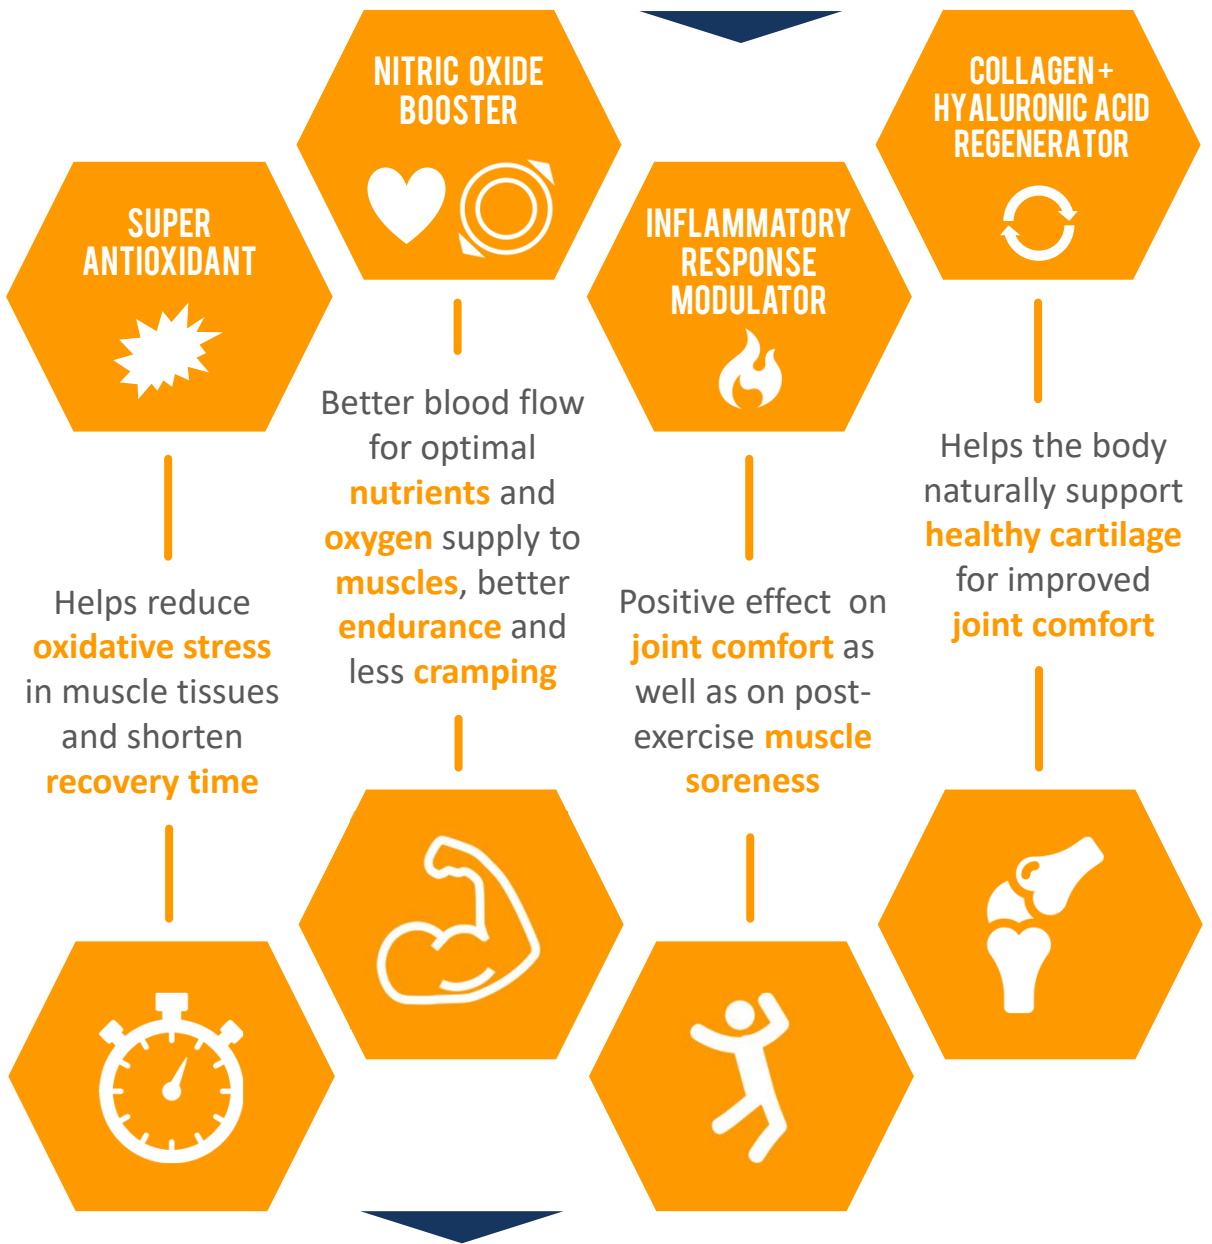 SUPER
ANTIOXIDANT
Helps reduce
oxidative stress
in muscle tissues
and shorten
recovery time
NITRIC OXIDE
BOOSTER
Better blood flow
for optimal
nutrients and
oxygen supply to
muscles, better
endurance and
less cramping
INFLAMMATORY
RESPONSE
MODULATOR
Positive effect on
joint comfort as
well as on post-
exercise muscle
soreness
COLLAGEN+
HYALURONIC ACID
REGENERATOR
Helps the body
naturally support
healthy cartilage
for improved
joint comfort